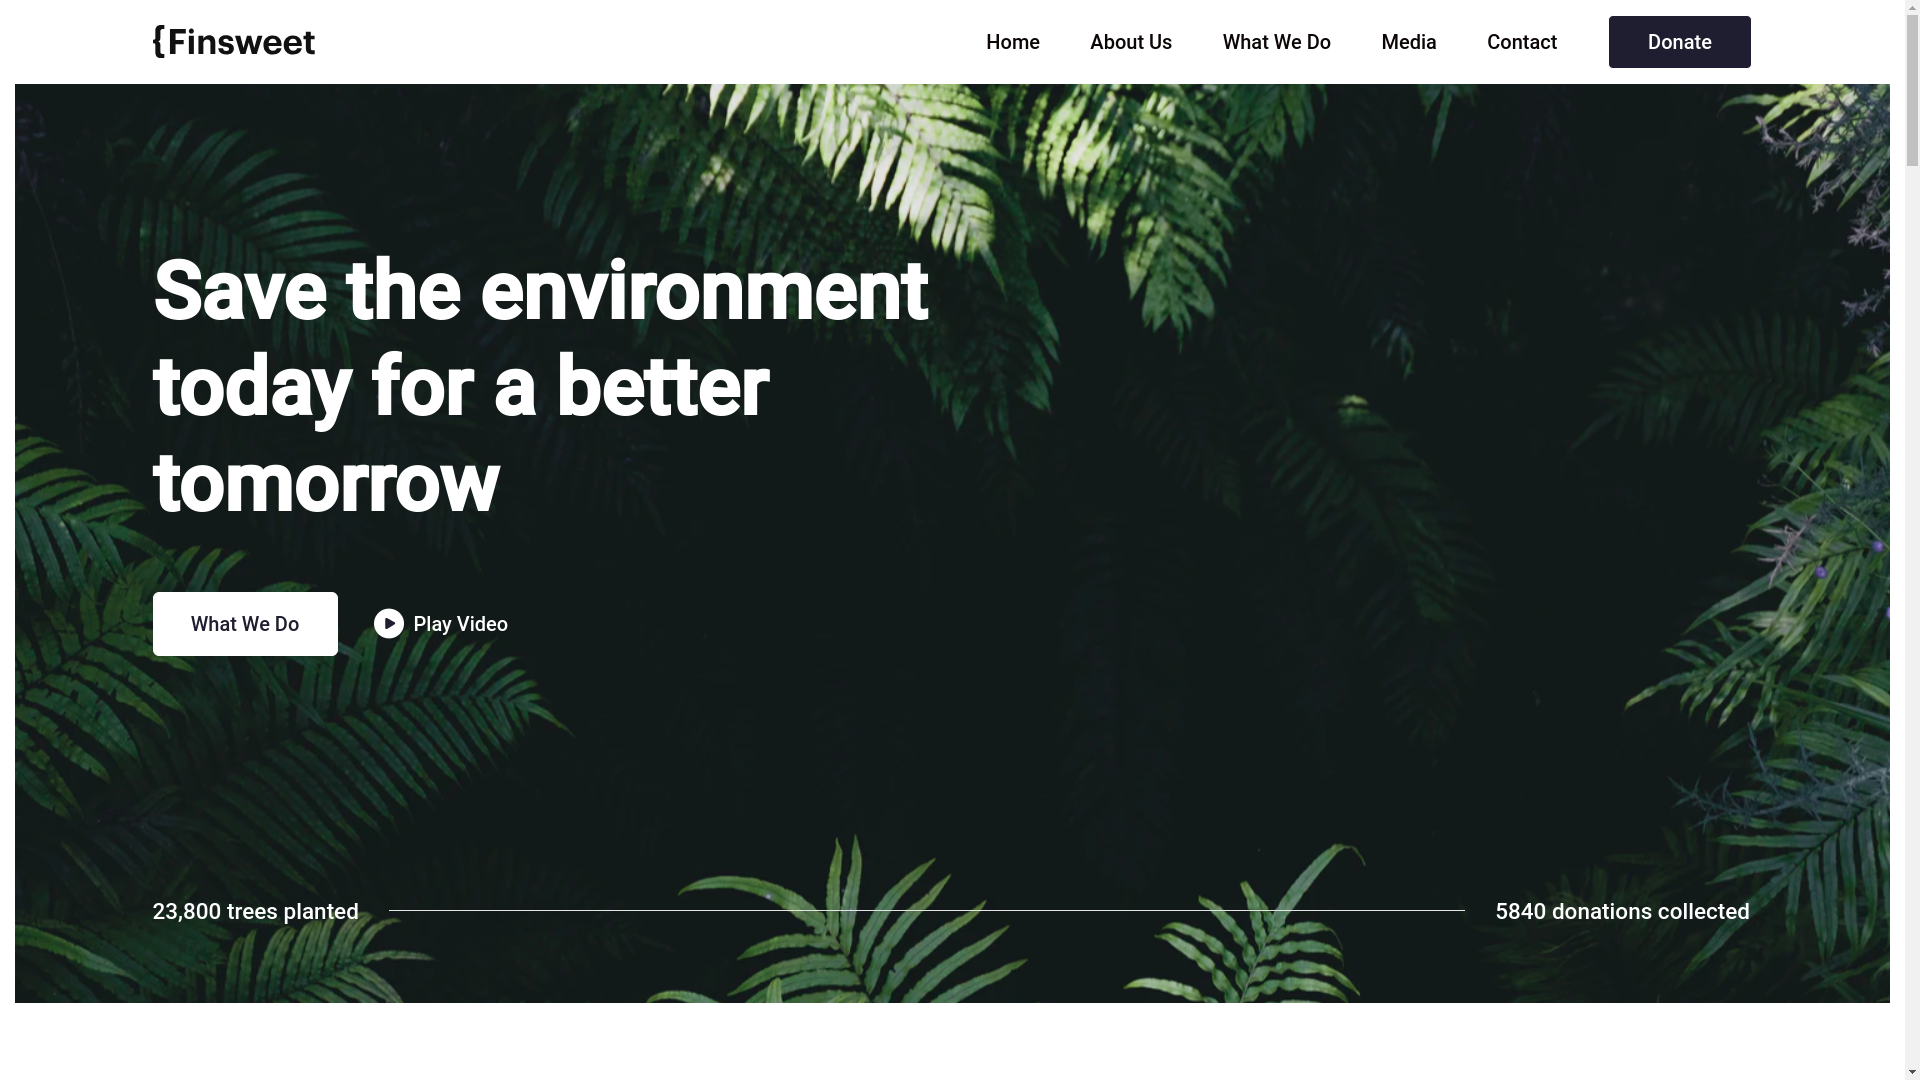 {Finsweet
Home
About Us
What We Do
Media
Contact
Donate
Save the environment
today for a better
tomorrow
What We Do
Play Video
23,800 trees planted
5840 donations collected